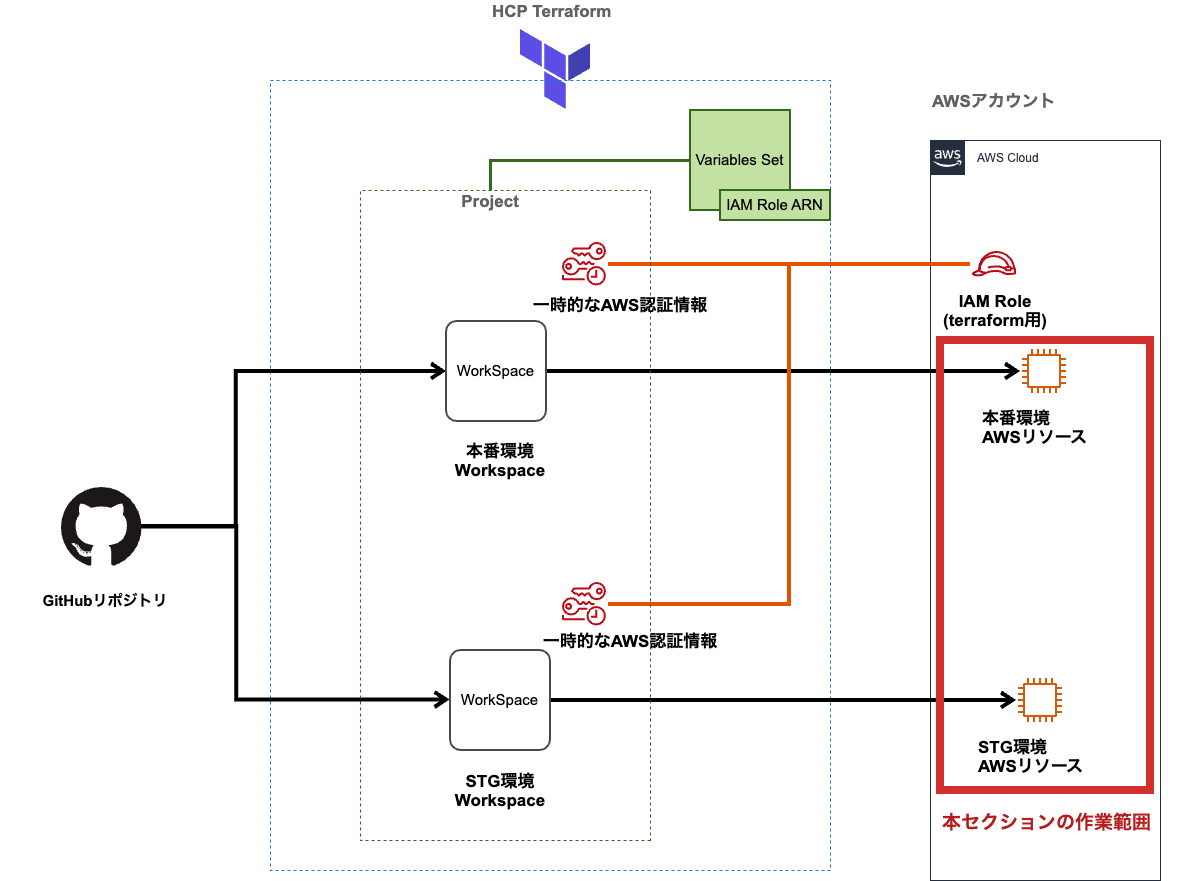 HCP Terraform
AWSアカウント
aws
AWS Cloud
Variables Set
IAM Role ARN
Project
一時的なAWS認証情報
IAM Role
(terraform用)
WorkSpace
本番環境
Workspace
本番環境
AWSリソース
GitHubリポジトリ
一時的なAWS認証情報
WorkSpace
STG環境
Workspace
STG環境
AWSリソース
本セクションの作業範囲